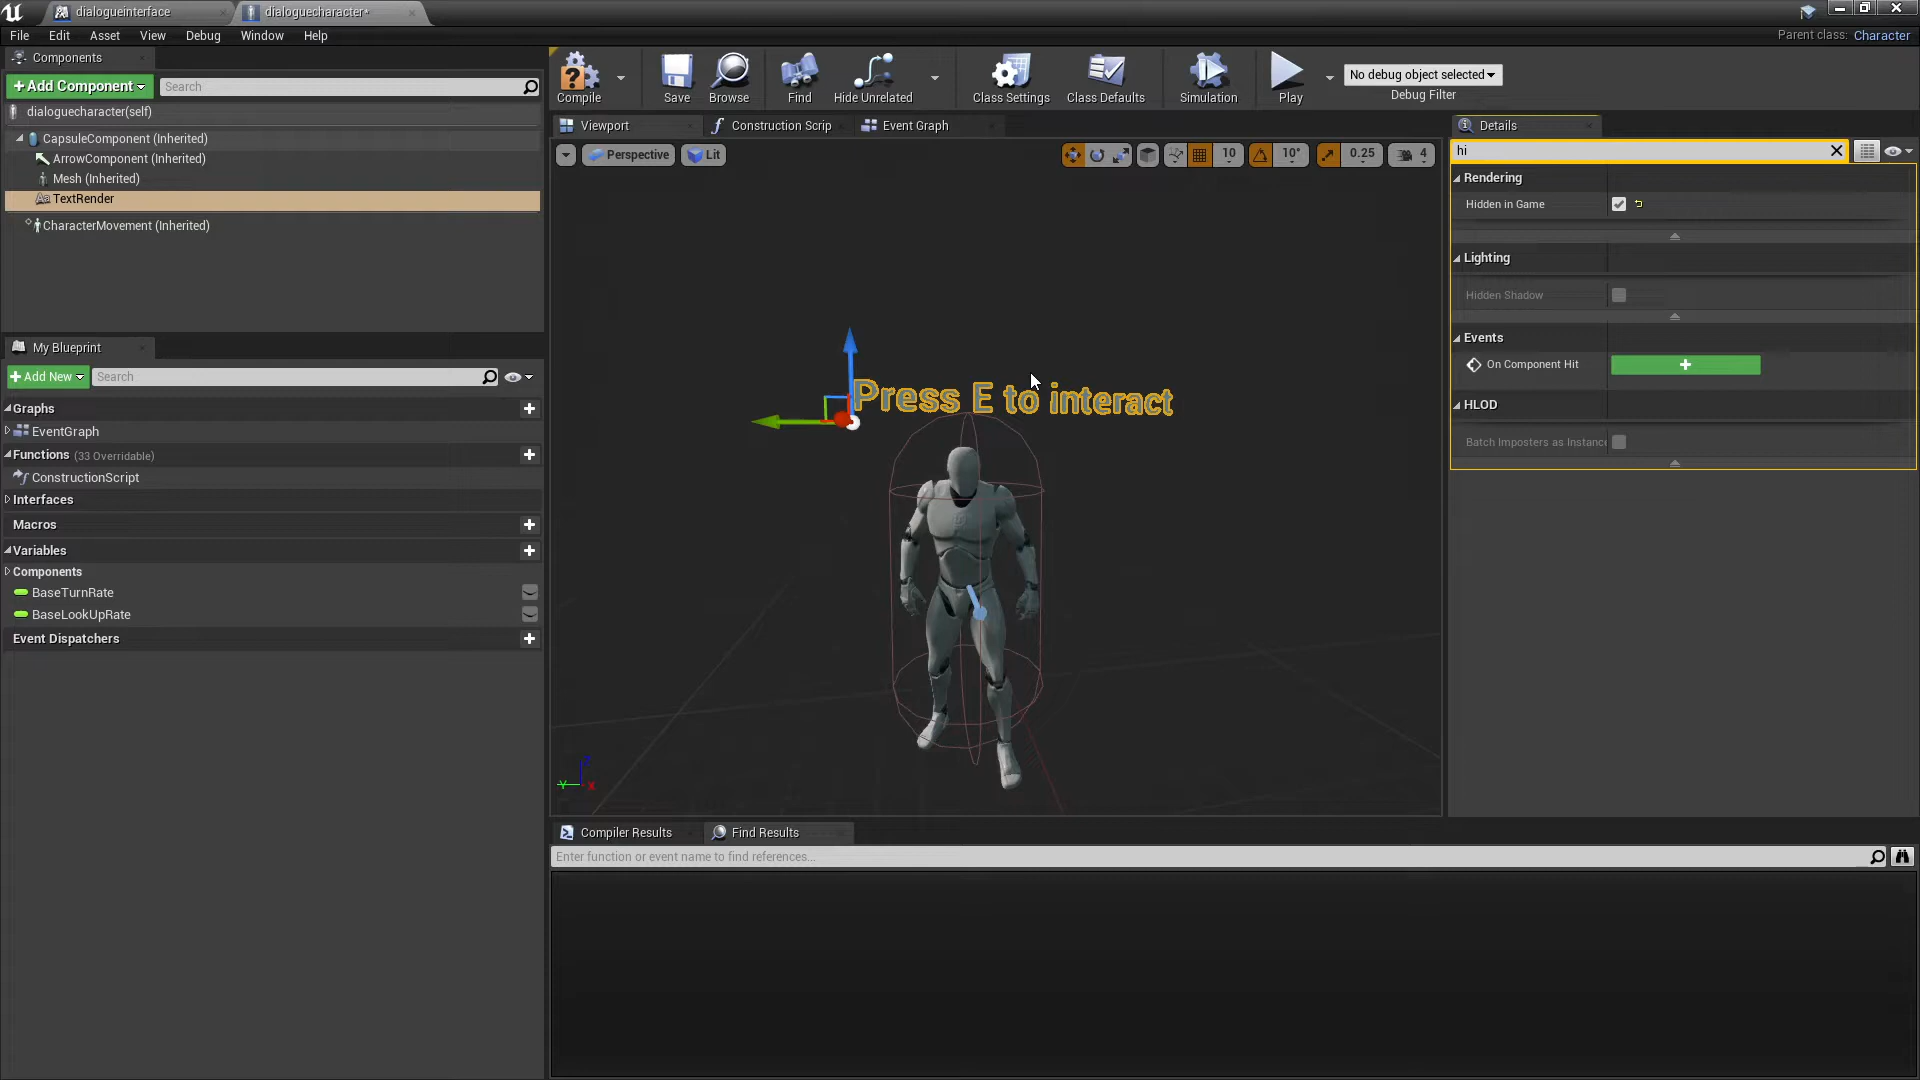 dialogueinterface
dialoguecharacter*
File Edit Asset View Debug Window Help
Parent class: Character
Components
+Add Component
Search
dialoguecharacter(self)
CapsuleComponent (Inherited)
ArrowComponent (Inherited)
Mesh (Inherited)
TextRender
CharacterMovement (Inherited)
Compile
Save
Browse
Find
Hide Unrelated
Class Settings
Class Defaults
Simulation
Play
No debug object selected
Debug Filter
Viewport
Construction Scrip
Event Graph
Perspective
Lit
10
10°
0.25
4
Press E to interact
Details
hi
Rendering
Hidden in Game
Lighting
Hidden Shadow
Events
On Component Hit
HLOD
Batch Imposters as Instance
My Blueprint
+Add New
Search
Graphs
EventGraph
Functions (33 Overridable)
ConstructionScript
Interfaces
Macros
Variables
Components
BaseTurnRate
BaseLookUpRate
Event Dispatchers
Compiler Results
Find Results
Enter function or event name to find references...